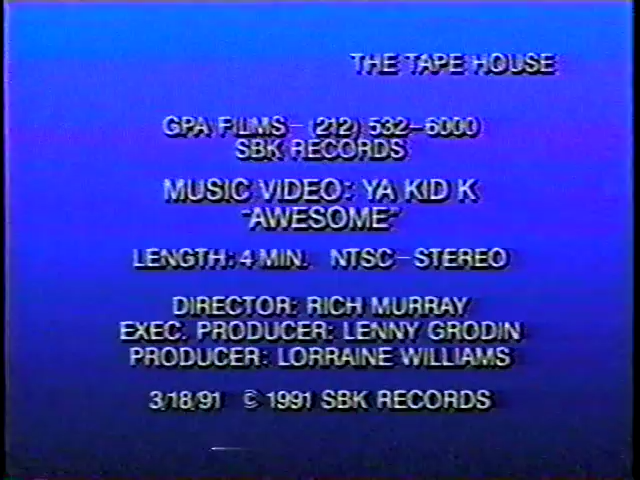 THE TAPE HOUSE
GPA FILMS - (212) 532-6000
SBK RECORDS
MUSIC VIDEO: YA KID K
"AWESOME"
LENGTH: 4 MIN. NTSC - STEREO
DIRECTOR: RICH MURRAY
EXEC. PRODUCER: LENNY GRODIN
PRODUCER: LORRAINE WILLIAMS
3/18/91 © 1991 SBK RECORDS